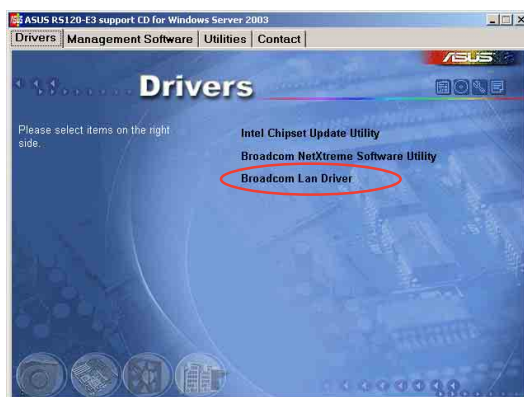 ASUS RS120-E3 support CD for Windows Server 2003
Drivers Management Software Utilities Contact
ASUS
Drivers
Please select items on the right
side.
Intel Chipset Update Utility
Broadcom NetXtreme Software Utility
Broadcom Lan Driver